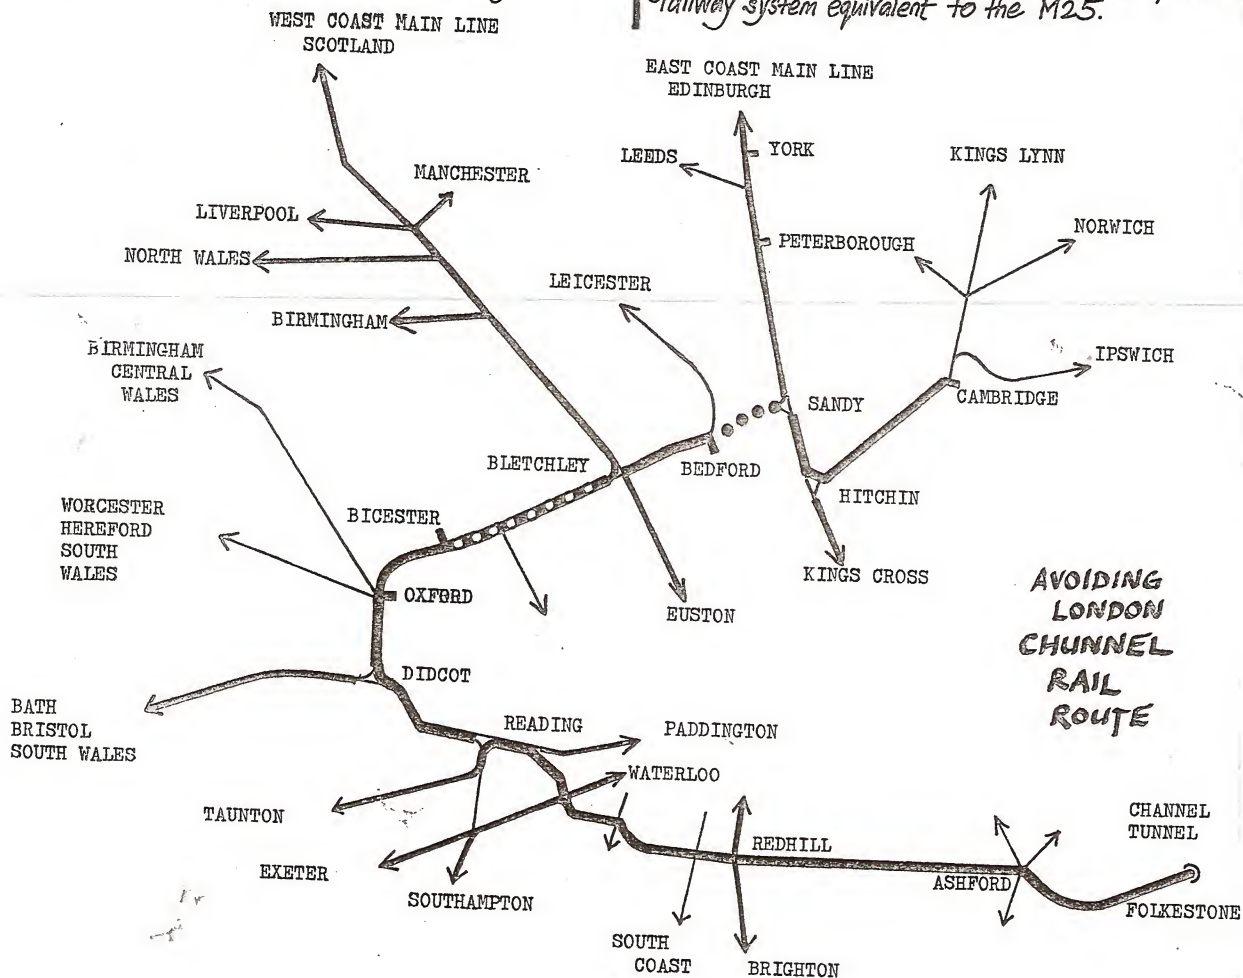 railway system equivalent to the M25.
WEST COAST MAIN LINE
SCOTLAND
EAST COAST MAIN LINE
EDINBURGH
LEEDS
YORK
KINGS LYNN
MANCHESTER
LIVERPOOL
NORTH WALES
PETERBOROUGH
NORWICH
LEICESTER
BIRMINGHAM
BIRMINGHAM
CENTRAL
WALES
IPSWICH
SANDY
CAMBRIDGE
BLETCHLEY
BEDFORD
HITCHIN
WORCESTER
HEREFORD
SOUTH
WALES
BICESTER
OXFORD
EUSTON
KINGS CROSS
AVOIDING
LONDON
CHUNNEL
RAIL
ROUTE
DIDCOT
BATH
BRISTOL
SOUTH WALES
READING
PADDINGTON
WATERLOO
TAUNTON
EXETER
SOUTHAMPTON
REDHILL
CHANNEL
TUNNEL
ASHFORD
FOLKESTONE
SOUTH
COAST
BRIGHTON